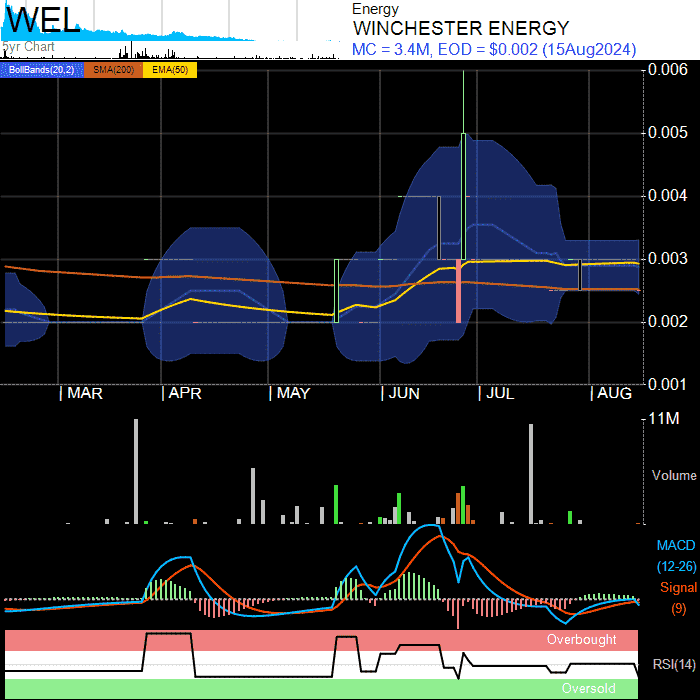 WEL
5yr Chart
Energy
WINCHESTER ENERGY
MC = 3.4M, EOD = $0.002 (15Aug2024)
BollBands(20,2) SMA(200) EMA(50)
0.006
0.005
0.004
0.003
0.002
0.001
MAR APR MAY JUN JUL AUG
11M
Volume
MACD
(12-26)
Signal
(9)
Overbought
RSI(14)
Oversold